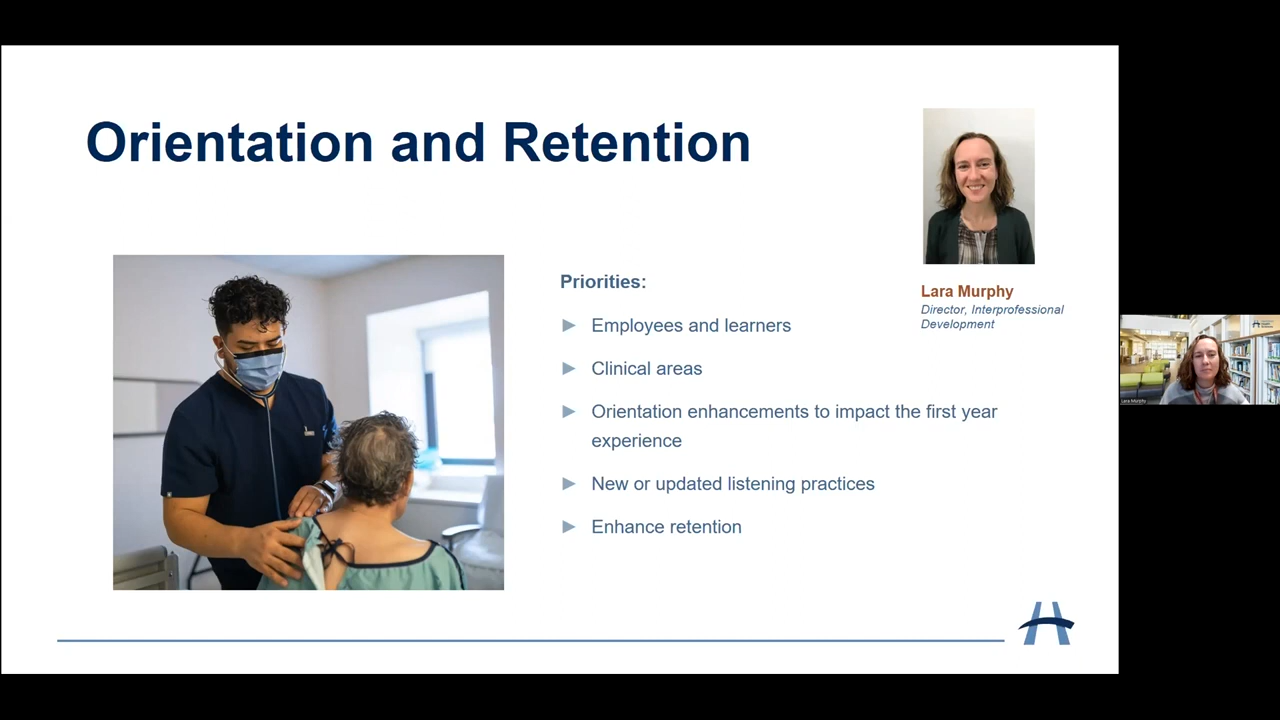 Orientation and Retention
Lara Murphy
Director, Interprofessional
Development
Priorities:
Employees and learners
Clinical areas
Orientation enhancements to impact the first year
experience
New or updated listening practices
Enhance retention
Lara Murphy